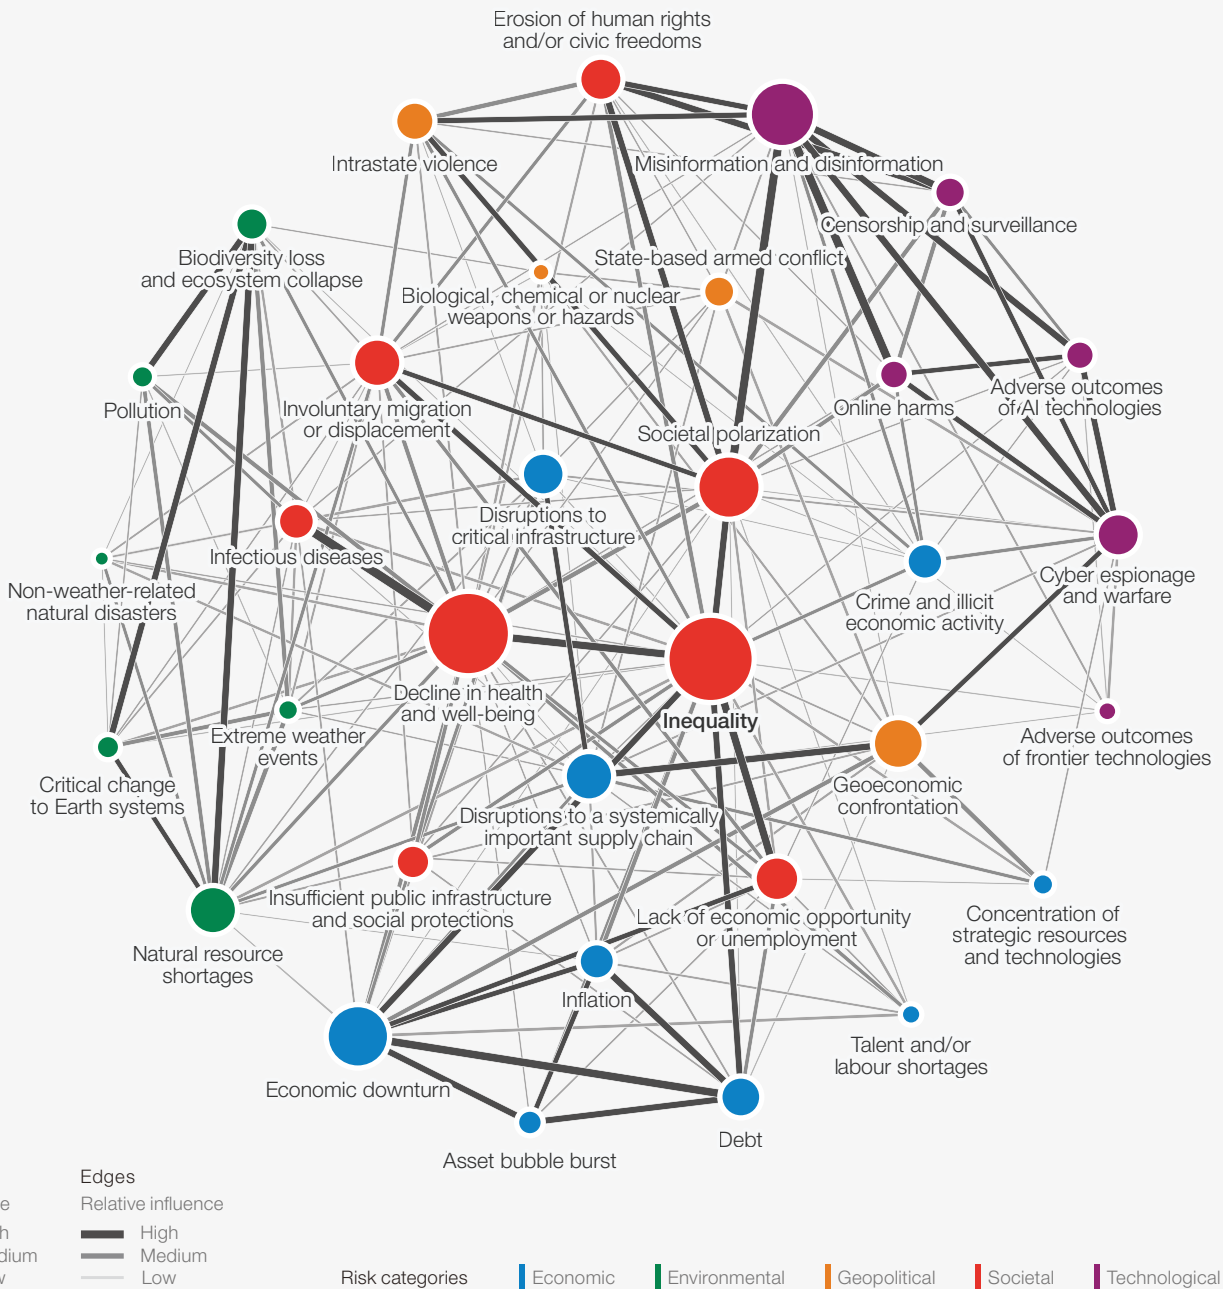 Erosion of human rights
and/or civic freedoms
Intrastate violence
Misinformation and disinformation
Censorship and surveillance
Biodiversity loss
and ecosystem collapse
State-based armed conflict
Biological, chemical or nuclear
weapons or hazards
Pollution
Involuntary migration
or displacement
Online harms
Adverse outcomes
of AI technologies
Societal polarization
Disruptions to
critical infrastructure
Infectious diseases
Non-weather-related
natural disasters
Cyber espionage
and warfare
Crime and illicit
economic activity
Decline in health
and well-being
Inequality
Extreme weather
events
Adverse outcomes
of frontier technologies
Critical change
to Earth systems
Geoeconomic
confrontation
Disruptions to a systemically
important supply chain
Insufficient public infrastructure
and social protections
Lack of economic opportunity
or unemployment
Concentration of
strategic resources
and technologies
Natural resource
shortages
Inflation
Talent and/or
labour shortages
Economic downturn
Debt
Asset bubble burst
Edges
Relative influence
High
Medium
Low
Risk categories
Economic
Environmental
Geopolitical
Societal
Technological